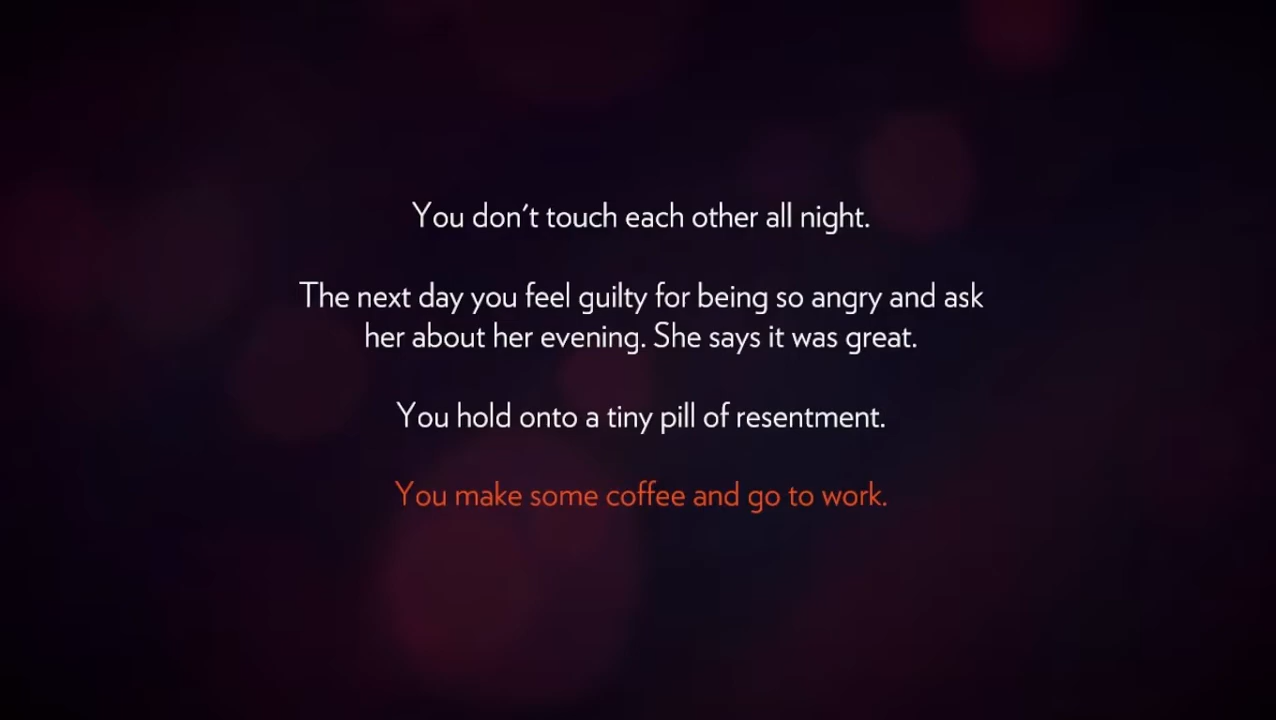 You don't touch each other all night.
The next day you feel guilty for being so angry and ask
her about her evening. She says it was great.
You hold onto a tiny pill of resentment.
You make some coffee and go to work.